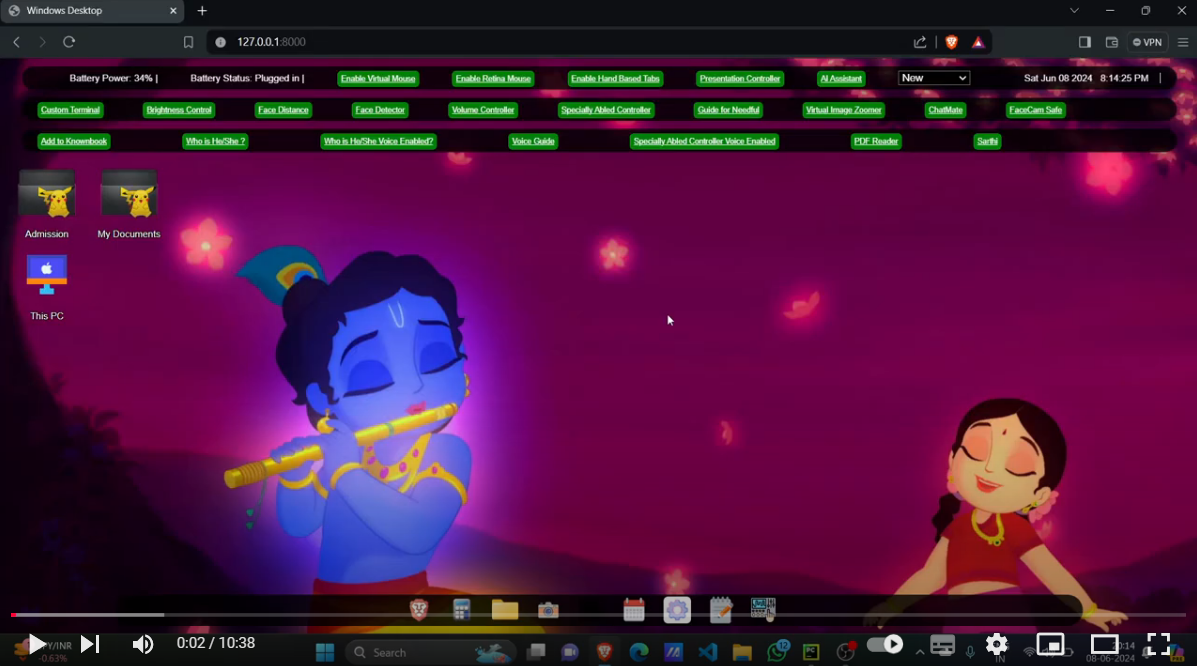 Windows Desktop
127.0.0.1:8000
VPN
Battery Power: 34% | Battery Status: Plugged in | Enable Virtual Mouse Enable Retina Mouse Enable Hand Based Tabs Presentation Controller AI Assistant New Sat Jun 08 2024 8:14:25 PM |
Custom Terminal Brightness Control Face Distance Face Detector Volume Controller Specially Abled Controller Guide for Needful Virtual Image Zoomer ChatMate FaceCam Safe
Add to Knownbook Who is He/She ? Who is He/She Voice Enabled? Voice Guide Specially Abled Controller Voice Enabled PDF Reader Sarthi
Admission My Documents
This PC
0:02 / 10:38
Search
12
IN
20:14
08-06-2024
-0.63%